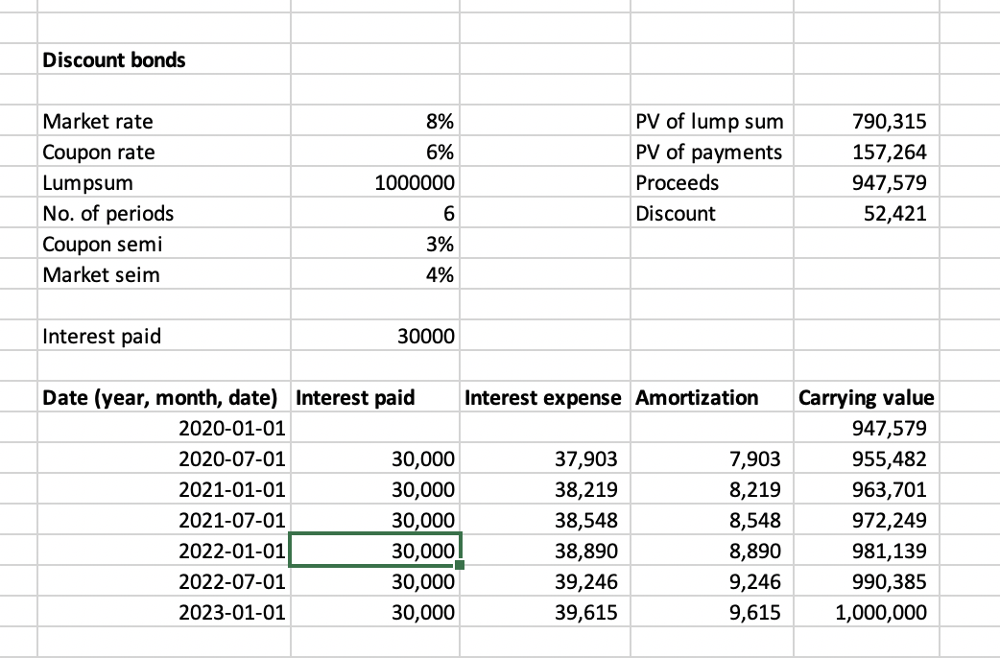 Discount bonds
Market rate 8% PV of lump sum 790,315
Coupon rate 6% PV of payments 157,264
Lumpsum 1000000 Proceeds 947,579
No. of periods 6 Discount 52,421
Coupon semi 3%
Market seim 4%
Interest paid 30000
Date (year, month, date) Interest paid Interest expense Amortization Carrying value
2020-01-01 947,579
2020-07-01 30,000 37,903 7,903 955,482
2021-01-01 30,000 38,219 8,219 963,701
2021-07-01 30,000 38,548 8,548 972,249
2022-01-01 30,000 38,890 8,890 981,139
2022-07-01 30,000 39,246 9,246 990,385
2023-01-01 30,000 39,615 9,615 1,000,000